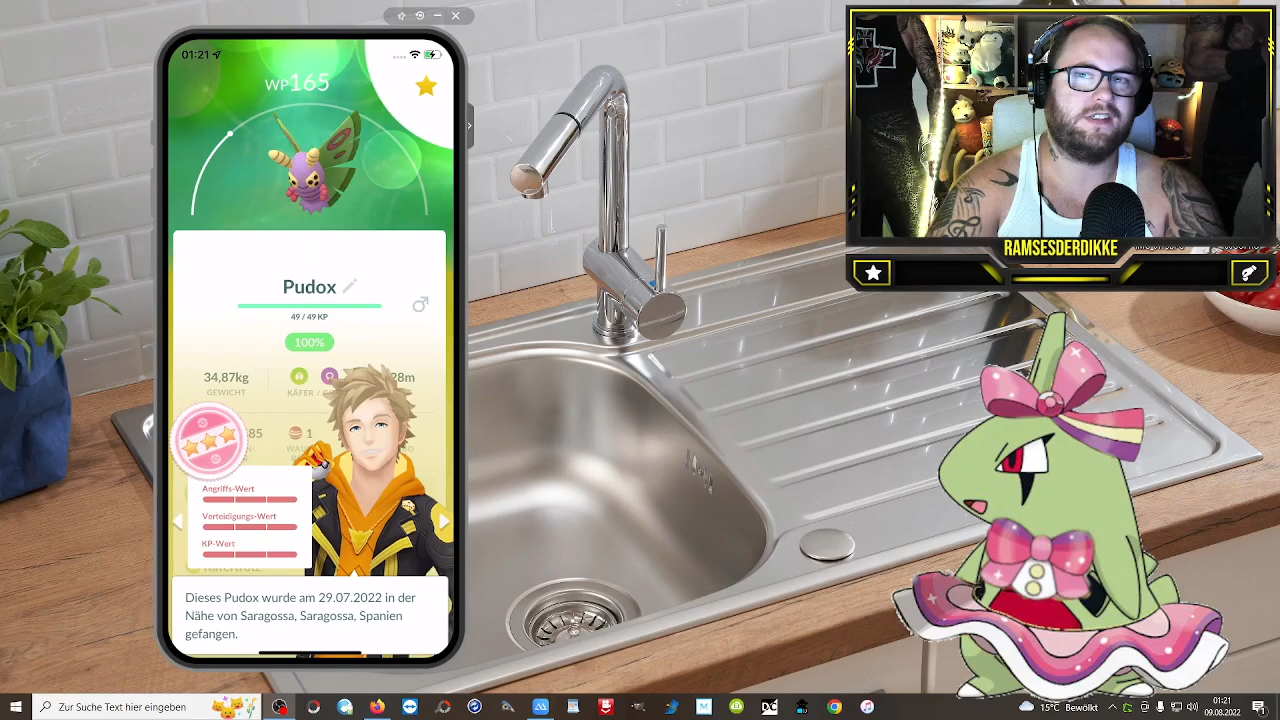 01:21
WP165
Pudox
49 / 49 KP
100%
34,87kg
28m
GEWICHT
KÄFER / G
85
1
Angriffs-Wert
Verteidigungs-Wert
KP-Wert
Dieses Pudox wurde am 29.07.2022 in der
Nähe von Saragossa, Saragossa, Spanien
gefangen.
RAMSESDERDIKKE
Zur Suche Text hier eingeben
15°C Bewölkt
01:21
09.08.2022